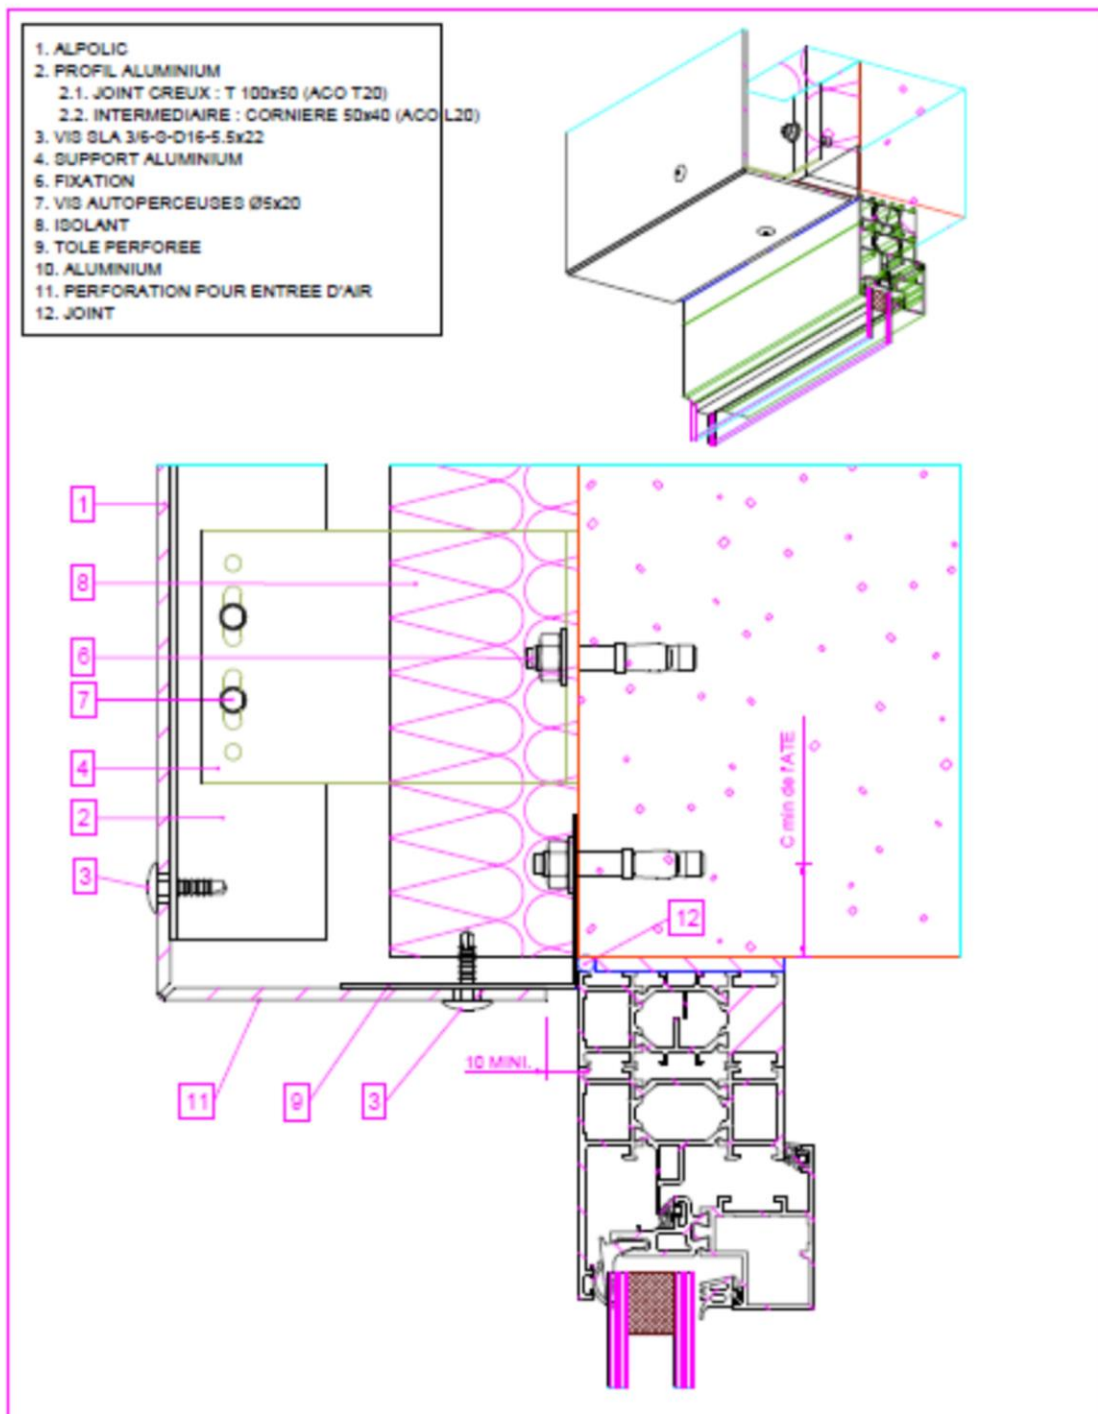 1. ALPOLIC
2. PROFIL ALUMINIUM
2.1. JOINT CREUX : T 100x50 (ACO T20)
2.2. INTERMEDIAIRE : CORNIERE 50x40 (ACO L20)
3. VIS SLA 3/6-S-D16-5.5x22
4. SUPPORT ALUMINIUM
6. FIXATION
7. VIS AUTOPERCEUSES Ø5x20
8. ISOLANT
9. TOLE PERFOREE
10. ALUMINIUM
11. PERFORATION POUR ENTREE D'AIR
12. JOINT
1
8
6
7
4
2
3
C min de l'ATE
12
10 MINI.
11
9
3